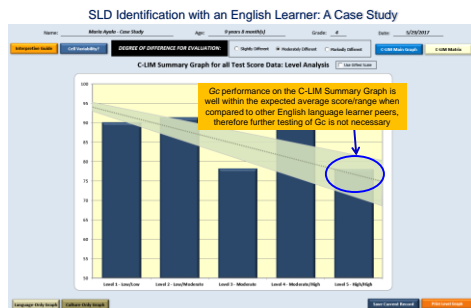 SLD Identification with an English Learner: A Case Study
Name: Mario Ayala - Case Study Age: 9 years 8 month(s) Grade: 4 Date: 5/29/2017
Interpretive Guide Cell Variability? DEGREE OF DIFFERENCE FOR EVALUATION: Slightly Different Moderately Different Markedly Different C-LIM Main Graph C-LIM Matrix
C-LIM Summary Graph for all Test Score Data: Level Analysis Use Gifted Scale
Gc performance on the C-LIM Summary Graph is
well within the expected average score/range when
compared to other English language learner peers,
therefore further testing of Gc is not necessary
100
95
90
85
80
75
70
65
60
55
50
Level 1 - Low/Low Level 2 - Low/Moderate Level 3 - Moderate Level 4 - Moderate/High Level 5 - High/High
Language-Only Graph Culture-Only Graph Save Current Record Print Level Graph